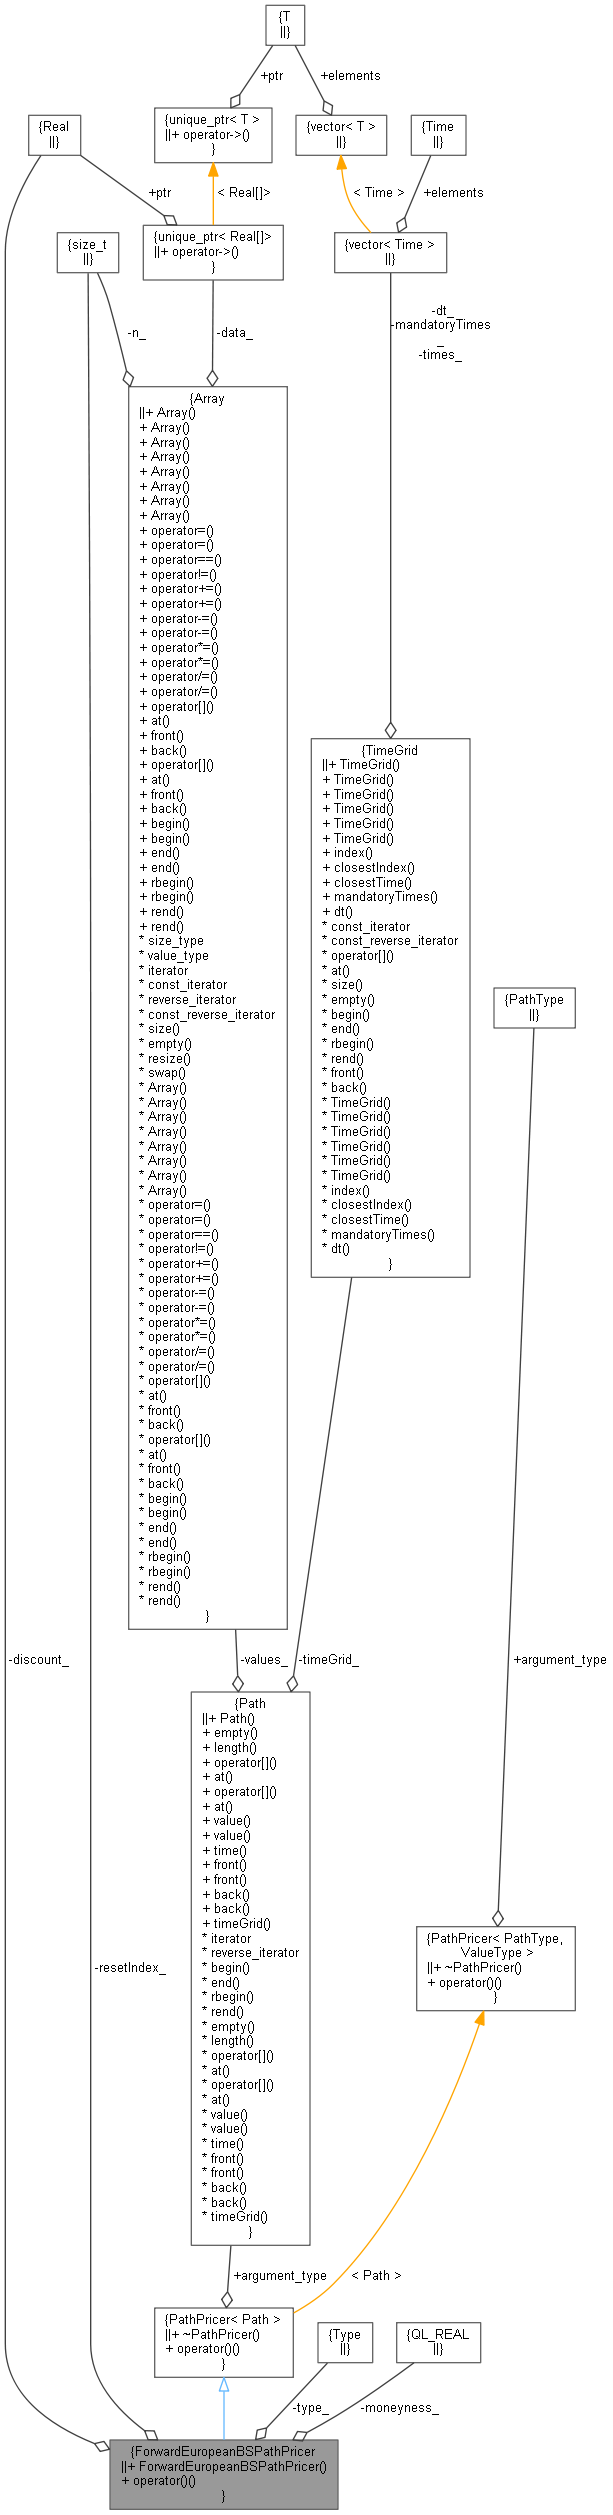 {T
||}
+ptr
+elements
{Real
||}
{unique_ptr< T >
||+ operator->()
}
{vector< T >
||}
{Time
||}
+ptr
< Real[]>
< Time >
+elements
{size_t
||}
{unique_ptr< Real[]>
||+ operator->()
}
{vector< Time >
||}
-n_
-data_
-dt_
-mandatoryTimes
_
-times_
{Array
||+ Array()
+ Array()
+ Array()
+ Array()
+ Array()
+ Array()
+ Array()
+ Array()
+ operator=()
+ operator=()
+ operator==()
+ operator!=()
+ operator+=()
+ operator+=()
+ operator-=()
+ operator-=()
+ operator*=()
+ operator*=()
+ operator/=()
+ operator/=()
+ operator[]()
+ at()
+ front()
+ back()
+ operator[]()
+ at()
+ front()
+ back()
+ begin()
+ begin()
+ end()
+ end()
+ rbegin()
+ rbegin()
+ rend()
+ rend()
* size_type
* value_type
* iterator
* const_iterator
* reverse_iterator
* const_reverse_iterator
* size()
* empty()
* resize()
* swap()
* Array()
* Array()
* Array()
* Array()
* Array()
* Array()
* Array()
* Array()
* operator=()
* operator=()
* operator==()
* operator!=()
* operator+=()
* operator+=()
* operator-=()
* operator-=()
* operator*=()
* operator*=()
* operator/=()
* operator/=()
* operator[]()
* at()
* front()
* back()
* operator[]()
* at()
* front()
* back()
* begin()
* begin()
* end()
* end()
* rbegin()
* rbegin()
* rend()
* rend()
}
{TimeGrid
||+ TimeGrid()
+ TimeGrid()
+ TimeGrid()
+ TimeGrid()
+ TimeGrid()
+ TimeGrid()
+ index()
+ closestIndex()
+ closestTime()
+ mandatoryTimes()
+ dt()
* const_iterator
* const_reverse_iterator
* operator[]()
* at()
* size()
* empty()
* begin()
* end()
* rbegin()
* rend()
* front()
* back()
* TimeGrid()
* TimeGrid()
* TimeGrid()
* TimeGrid()
* TimeGrid()
* TimeGrid()
* index()
* closestIndex()
* closestTime()
* mandatoryTimes()
* dt()
}
{PathType
||}
-discount_
-values_
-timeGrid_
+argument_type
{Path
||+ Path()
+ empty()
+ length()
+ operator[]()
+ at()
+ operator[]()
+ at()
+ value()
+ value()
+ time()
+ front()
+ front()
+ back()
+ back()
+ timeGrid()
* iterator
* reverse_iterator
* begin()
* end()
* rbegin()
* rend()
* empty()
* length()
* operator[]()
* at()
* operator[]()
* at()
* value()
* value()
* time()
* front()
* front()
* back()
* back()
* timeGrid()
}
-resetIndex_
{PathPricer< PathType,
ValueType >
||+ ~PathPricer()
+ operator()()
}
+argument_type
< Path >
{PathPricer< Path >
||+ ~PathPricer()
+ operator()()
}
{Type
||}
{QL_REAL
||}
-type_
-moneyness_
{ForwardEuropeanBSPathPricer
||+ ForwardEuropeanBSPathPricer()
+ operator()()
}